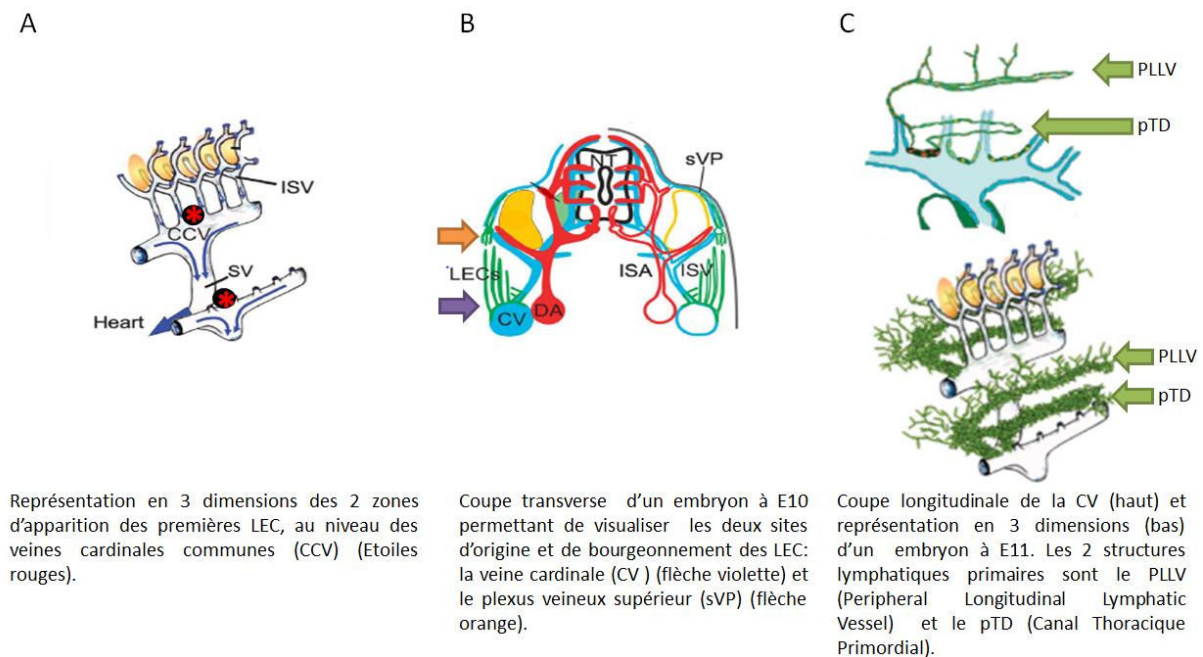 A
B
C
ISV
CCV
SV
Heart
NT
sVP
LECs
ISA
ISV
CV
DA
PLLV
pTD
PLLV
pTD
Représentation en 3 dimensions des 2 zones
d’apparition des premières LEC, au niveau des
veines cardinales communes (CCV) (Etoiles
rouges).
Coupe transverse d’un embryon à E10
permettant de visualiser les deux sites
d’origine et de bourgeonnement des LEC:
la veine cardinale (CV ) (flèche violette) et
le plexus veineux supérieur (sVP) (flèche
orange).
Coupe longitudinale de la CV (haut) et
représentation en 3 dimensions (bas)
d’un embryon à E11. Les 2 structures
lymphatiques primaires sont le PLLV
(Peripheral Longitudinal Lymphatic
Vessel) et le pTD (Canal Thoracique
Primordial).